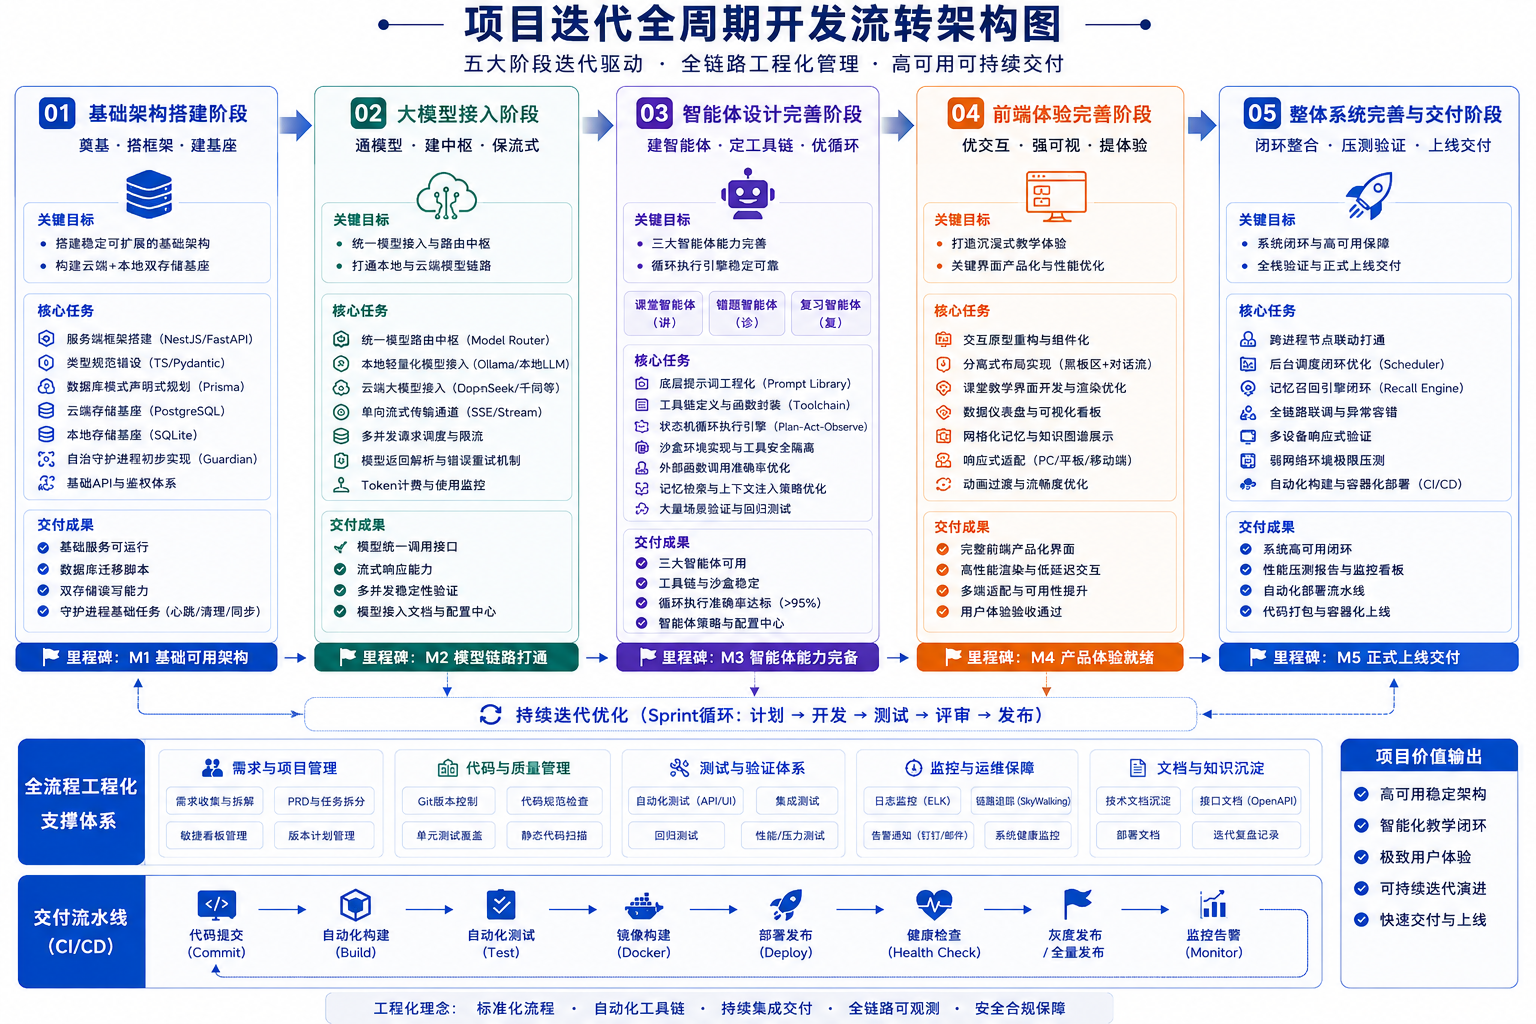 项目迭代全周期开发流转架构图
五大阶段迭代驱动 · 全链路工程化管理 · 高可用可持续交付
01 基础架构搭建阶段
奠基 · 搭框架 · 建基座
关键目标
搭建稳定可扩展的基础架构
构建云端+本地双存储基座
核心任务
服务端框架搭建（NestJS/FastAPI）
类型规范错设（TS/Pydantic）
数据库模式声明式规划（Prisma）
云端存储基座（PostgreSQL）
本地存储基座（SQLite）
自治守护进程初步实现（Guardian）
基础API与鉴权体系
交付成果
基础服务可运行
数据库迁移脚本
双存储读写能力
守护进程基础任务（心跳/清理/同步）
里程碑：M1 基础可用架构
02 大模型接入阶段
通模型 · 建中枢 · 保流式
关键目标
统一模型接入与路由中枢
打通本地与云端模型链路
核心任务
统一模型路由中枢（Model Router）
本地轻量化模型接入（Ollama/本地LLM）
云端大模型接入
单向流式传输通道（SSE/Stream）
多并发请求调度与限流
模型返回解析与错误重试机制
Token计费与使用监控
交付成果
模型统一调用接口
流式响应能力
多并发稳定性验证
模型接入文档与配置中心
里程碑：M2 模型链路打通
03 智能体设计完善阶段
建智能体 · 定工具链 · 优循环
关键目标
三大智能体能力完善
循环执行引擎稳定可靠
课堂智能体（讲）
错题智能体（诊）
复习智能体（复）
核心任务
底层提示词工程化（Prompt Library）
工具链定义与函数封装（Toolchain）
状态机循环执行引擎（Plan-Act-Observe）
沙盒环境实现与工具安全隔离
外部函数调用准确率优化
与上下文注入策略优化
大量场景验证与回归测试
交付成果
三大智能体可用
工具链与沙盒稳定
循环执行准确率达标（>95%）
智能体策略与配置中心
里程碑：M3 智能体能力完备
04 前端体验完善阶段
优交互 · 强可视 · 提体验
关键目标
打造沉浸式教学体验
关键界面产品化与性能优化
核心任务
交互原型重构与组件化
分离式布局实现（黑板区+对话流）
课堂教学界面开发与渲染优化
数据仪表盘与可视化看板
网格化记忆与知识图谱展示
响应式适配（PC/平板/移动端）
动画过渡与流畅度优化
交付成果
完整前端产品化界面
高性能渲染与低延迟交互
多端适配与可用性提升
用户体验验收通过
里程碑：M4 产品体验就绪
05 整体系统完善与交付阶段
闭环整合 · 压测验证 · 上线交付
关键目标
系统闭环与高可用保障
全栈验证与正式上线交付
核心任务
跨进程节点联动打通
后台调度闭环优化（Scheduler）
记忆召回引擎闭环（Recall Engine）
全链路联调与异常容错
多设备响应式验证
弱网络环境极限压测
自动化构建与容器化部署（CI/CD）
交付成果
系统高可用闭环
性能压测报告与监控看板
自动化部署流水线
代码打包与容器化上线
里程碑：M5 正式上线交付
持续迭代优化（Sprint循环：计划 → 开发 → 测试 → 评审 → 发布）
全流程工程化
支撑体系
需求与项目管理
需求收集与拆解 PRD与任务拆分
敏捷看板管理 版本计划管理
代码与质量管理
Git版本控制 代码规范检查
单元测试覆盖 静态代码扫描
测试与验证体系
自动化测试（API/UI） 集成测试
回归测试 性能/压力测试
监控与运维保障
日志监控（ELK） 链路追踪（SkyWalking）
告警通知（钉钉/邮件） 系统健康监控
文档与知识沉淀
技术文档沉淀 接口文档（OpenAPI）
部署文档 迭代复盘记录
项目价值输出
高可用稳定架构
智能化教学闭环
极致用户体验
可持续迭代演进
快速交付与上线
交付流水线
（CI/CD）
代码提交
(Commit)
自动化构建
(Build)
自动化测试
(Test)
镜像构建
(Docker)
部署发布
(Deploy)
健康检查
(Health Check)
灰度发布
/ 全量发布
监控告警
(Monitor)
工程化理念： 标准化流程 · 自动化工具链 · 持续集成交付 · 全链路可观测 · 安全合规保障